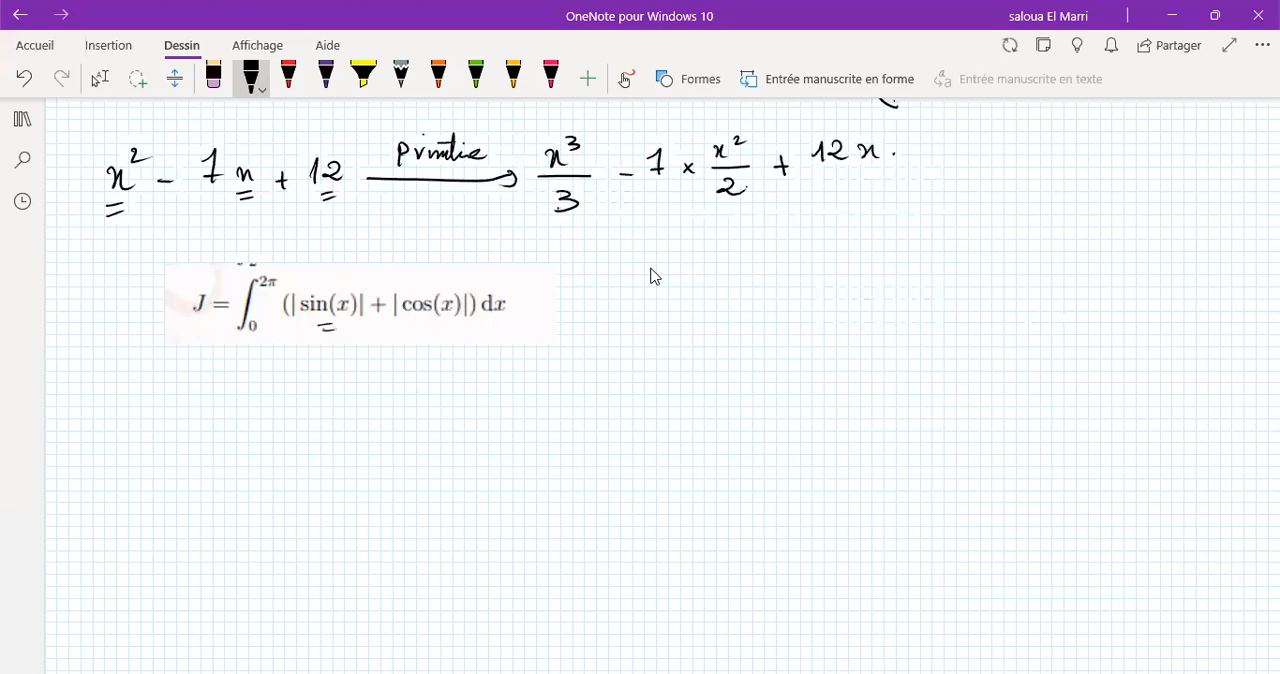 OneNote pour Windows 10
saloua El Marri
Accueil Insertion Dessin Affichage Aide
Partager
Formes Entrée manuscrite en forme Entrée manuscrite en texte
x² - 7x + 12 ⟶ x³/3 - 7 × x²/2 + 12x.
J = ∫₀^{2π} (|sin(x)| + |cos(x)|) dx